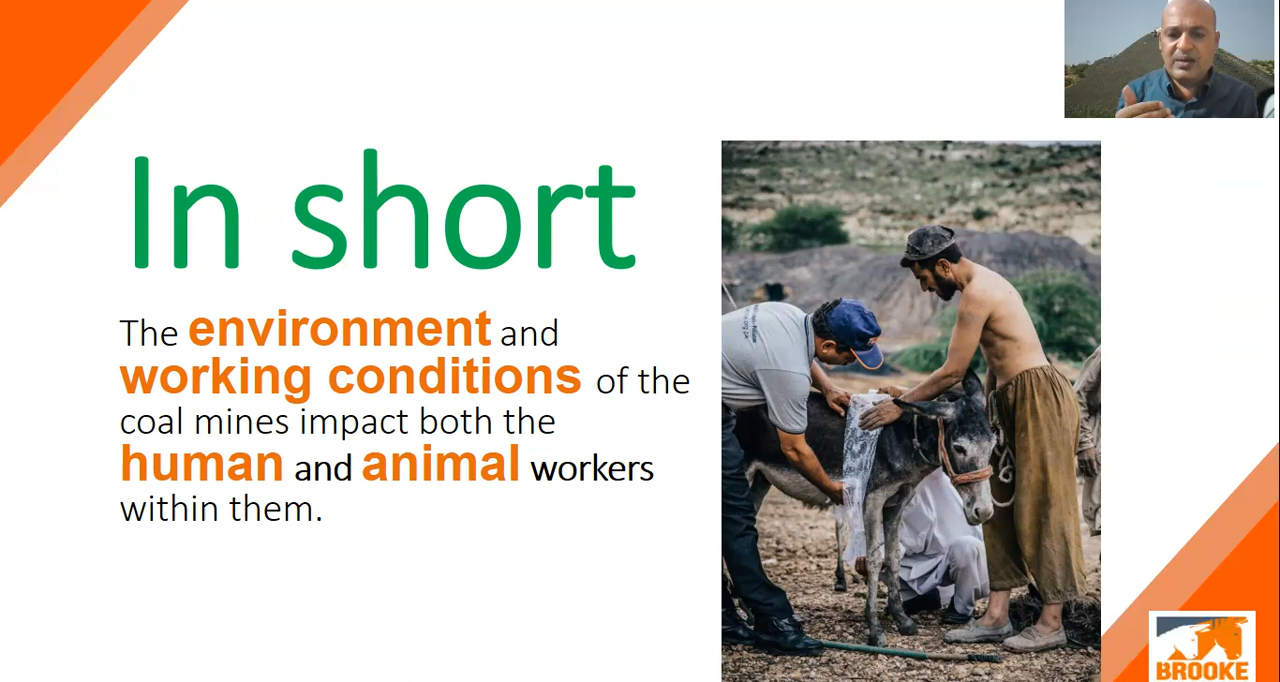 In short
The environment and
working conditions of the
coal mines impact both the
human and animal workers
within them.
BROOKE